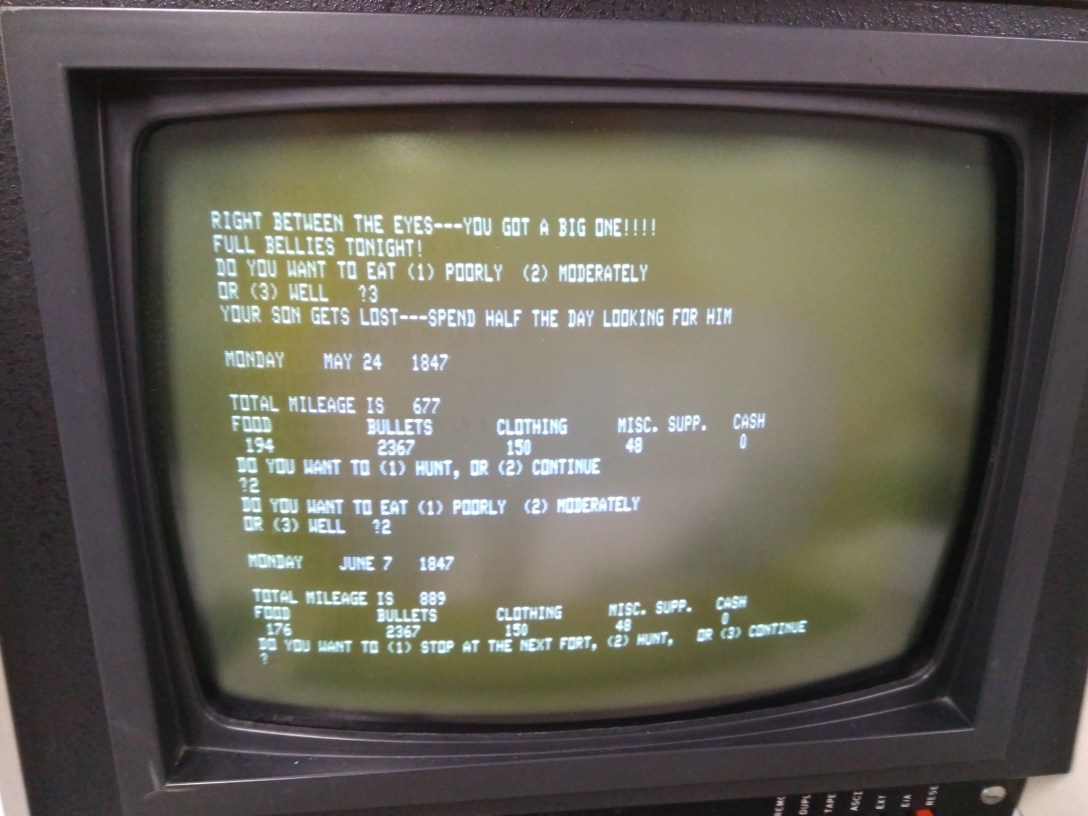 RIGHT BETWEEN THE EYES---YOU GOT A BIG ONE!!!!
FULL BELLIES TONIGHT!
DO YOU WANT TO EAT (1) POORLY (2) MODERATELY
OR (3) WELL ?3
YOUR SON GETS LOST---SPEND HALF THE DAY LOOKING FOR HIM
MONDAY MAY 24 1847
TOTAL MILEAGE IS 677
FOOD BULLETS CLOTHING MISC. SUPP. CASH
194 2367 150 48 0
DO YOU WANT TO (1) HUNT, OR (2) CONTINUE
?2
DO YOU WANT TO EAT (1) POORLY (2) MODERATELY
OR (3) WELL ?2
MONDAY JUNE 7 1847
TOTAL MILEAGE IS 889
FOOD BULLETS CLOTHING MISC. SUPP. CASH
176 2367 150 48 0
DO YOU WANT TO (1) STOP AT THE NEXT FORT, (2) HUNT, OR (3) CONTINUE
?
TAPE
EXT
EIA